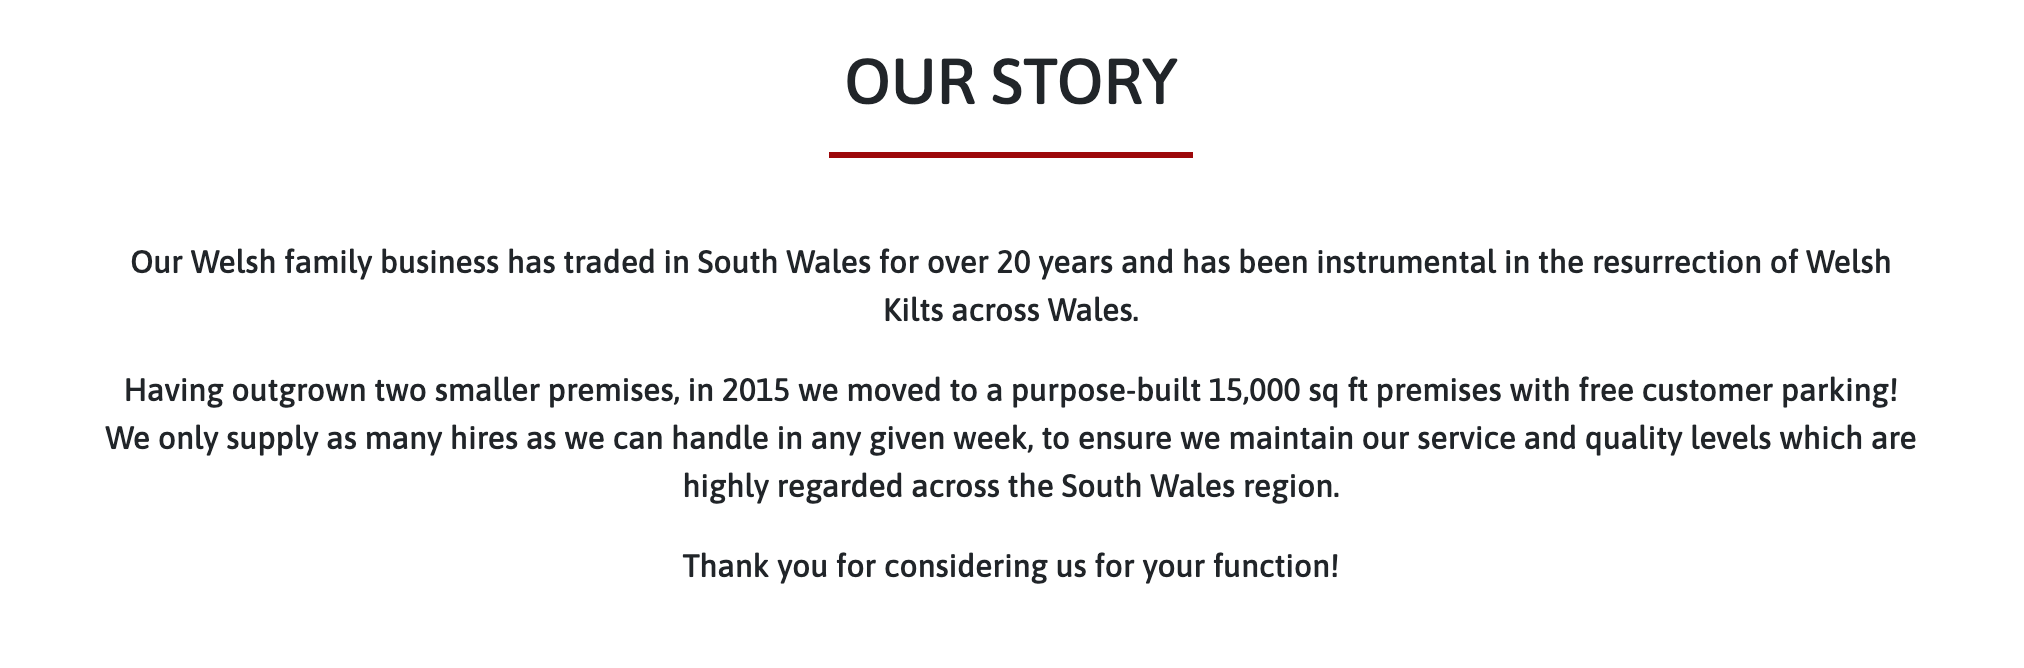 OUR STORY
Our Welsh family business has traded in South Wales for over 20 years and has been instrumental in the resurrection of Welsh
Kilts across Wales.
Having outgrown two smaller premises, in 2015 we moved to a purpose-built 15,000 sq ft premises with free customer parking!
We only supply as many hires as we can handle in any given week, to ensure we maintain our service and quality levels which are
highly regarded across the South Wales region.
Thank you for considering us for your function!